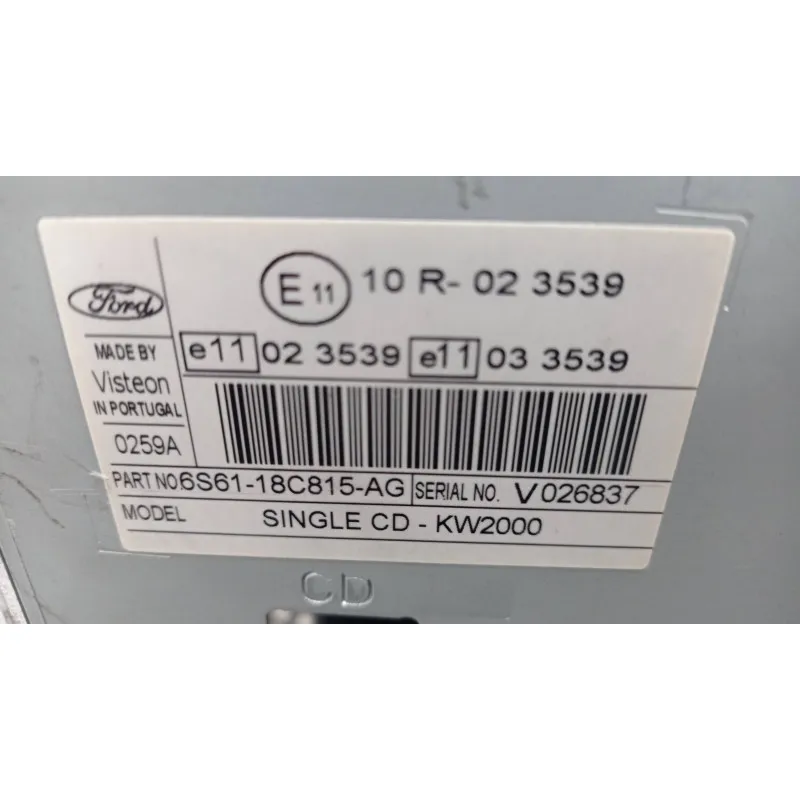 E 11 10 R- 02 3539
Ford
MADE BY
Visteon
IN PORTUGAL
0259A
e11 02 3539 e11 03 3539
PART NO. 6S61-18C815-AG SERIAL NO. V026837
MODEL SINGLE CD - KW2000
CD